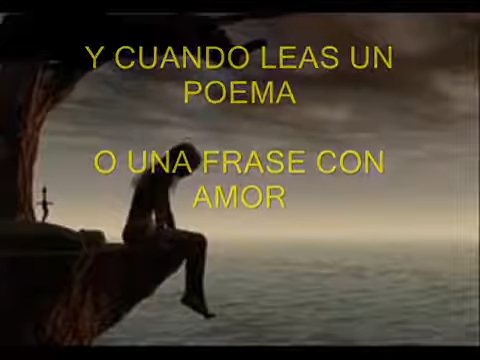 Y CUANDO LEAS UN
POEMA
O UNA FRASE CON
AMOR